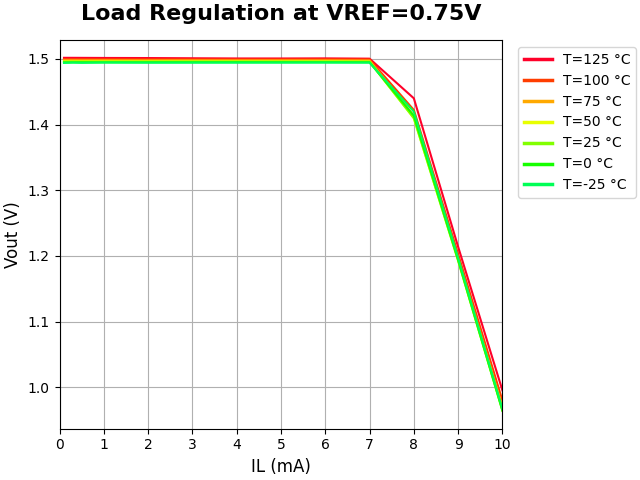 Load Regulation at VREF=0.75V
Vout (V)
1.5
1.4
1.3
1.2
1.1
1.0
0 1 2 3 4 5 6 7 8 9 10
IL (mA)
T=125 °C
T=100 °C
T=75 °C
T=50 °C
T=25 °C
T=0 °C
T=-25 °C